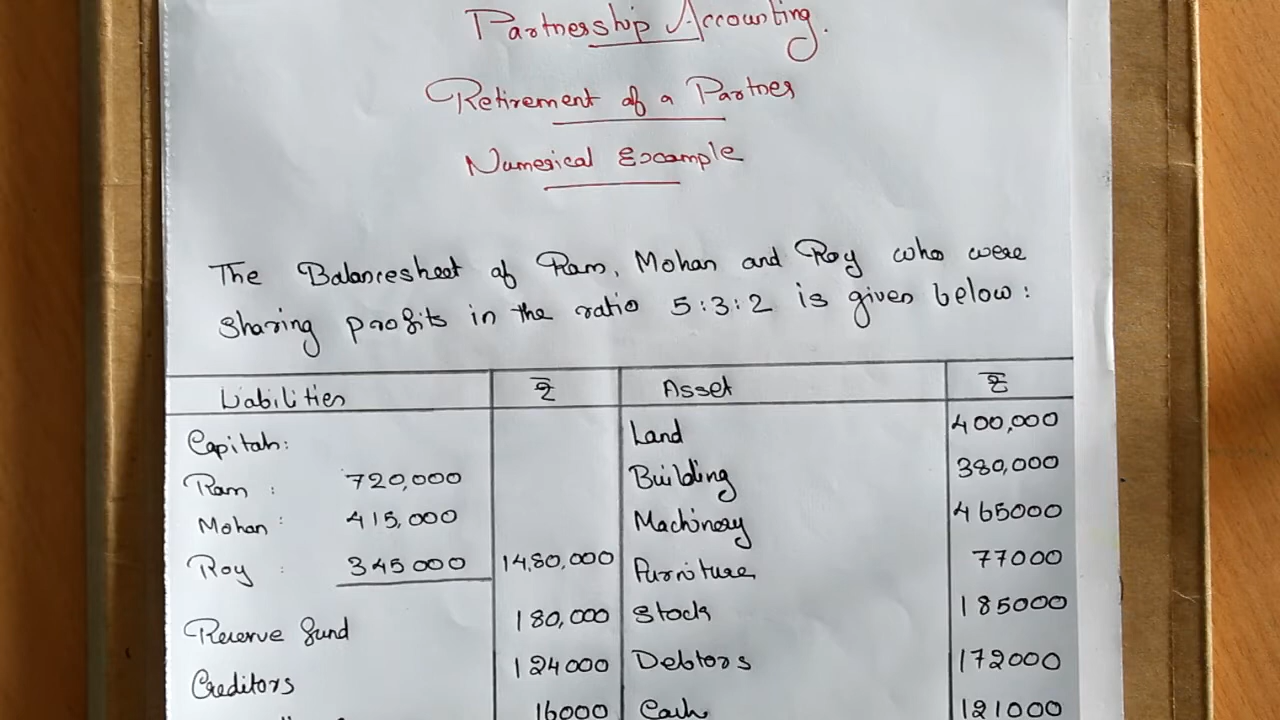 Partnership Accounting.
Retirement of a Partner
Numerical Example
The Balancesheet of Ram, Mohan and Roy who were
sharing profits in the ratio 5:3:2 is given below:
Liabilities ₹ Asset ₹
Capitals: Land 400,000
Ram : 720,000 Building 380,000
Mohan : 415,000 Machinery 465000
Roy : 345000 14,80,000 Furniture 77000
Reserve fund 180,000 Stock 185000
Creditors 124000 Debtors 172000
16000 Cash 121000